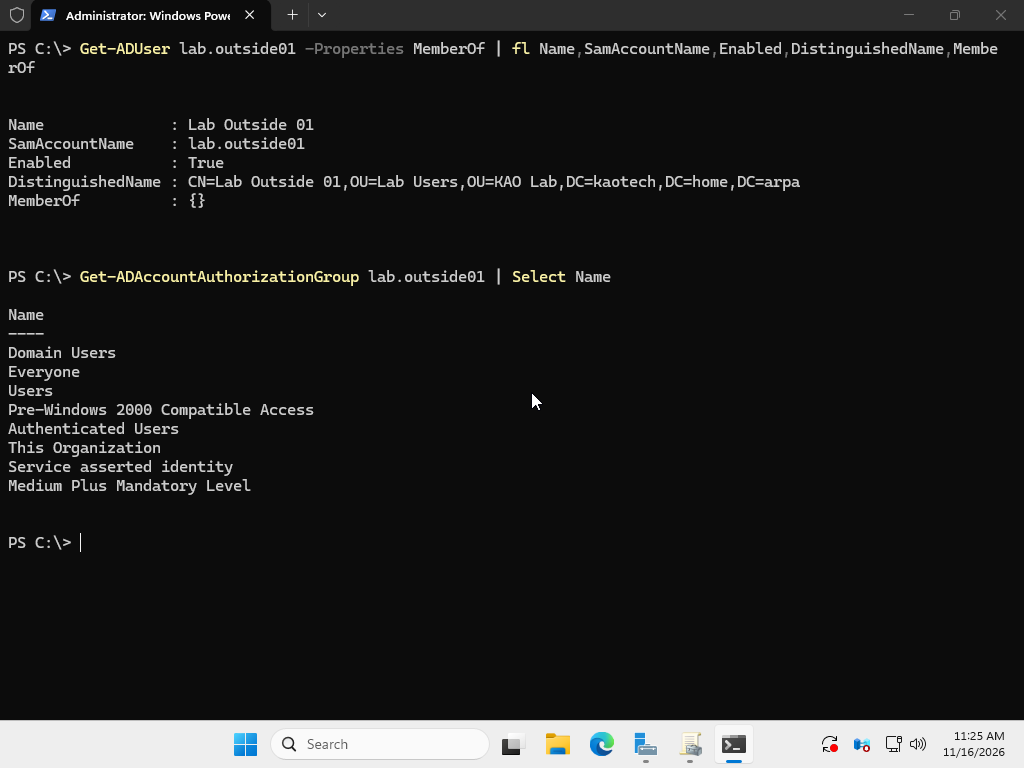 Administrator: Windows Powe
PS C:\> Get-ADUser lab.outside01 -Properties MemberOf | fl Name,SamAccountName,Enabled,DistinguishedName,Membe
rOf
Name : Lab Outside 01
SamAccountName : lab.outside01
Enabled : True
DistinguishedName : CN=Lab Outside 01,OU=Lab Users,OU=KAO Lab,DC=kaotech,DC=home,DC=arpa
MemberOf : {}
PS C:\> Get-ADAccountAuthorizationGroup lab.outside01 | Select Name
Name
----
Domain Users
Everyone
Users
Pre-Windows 2000 Compatible Access
Authenticated Users
This Organization
Service asserted identity
Medium Plus Mandatory Level
PS C:\>
Search
11:25 AM
11/16/2026